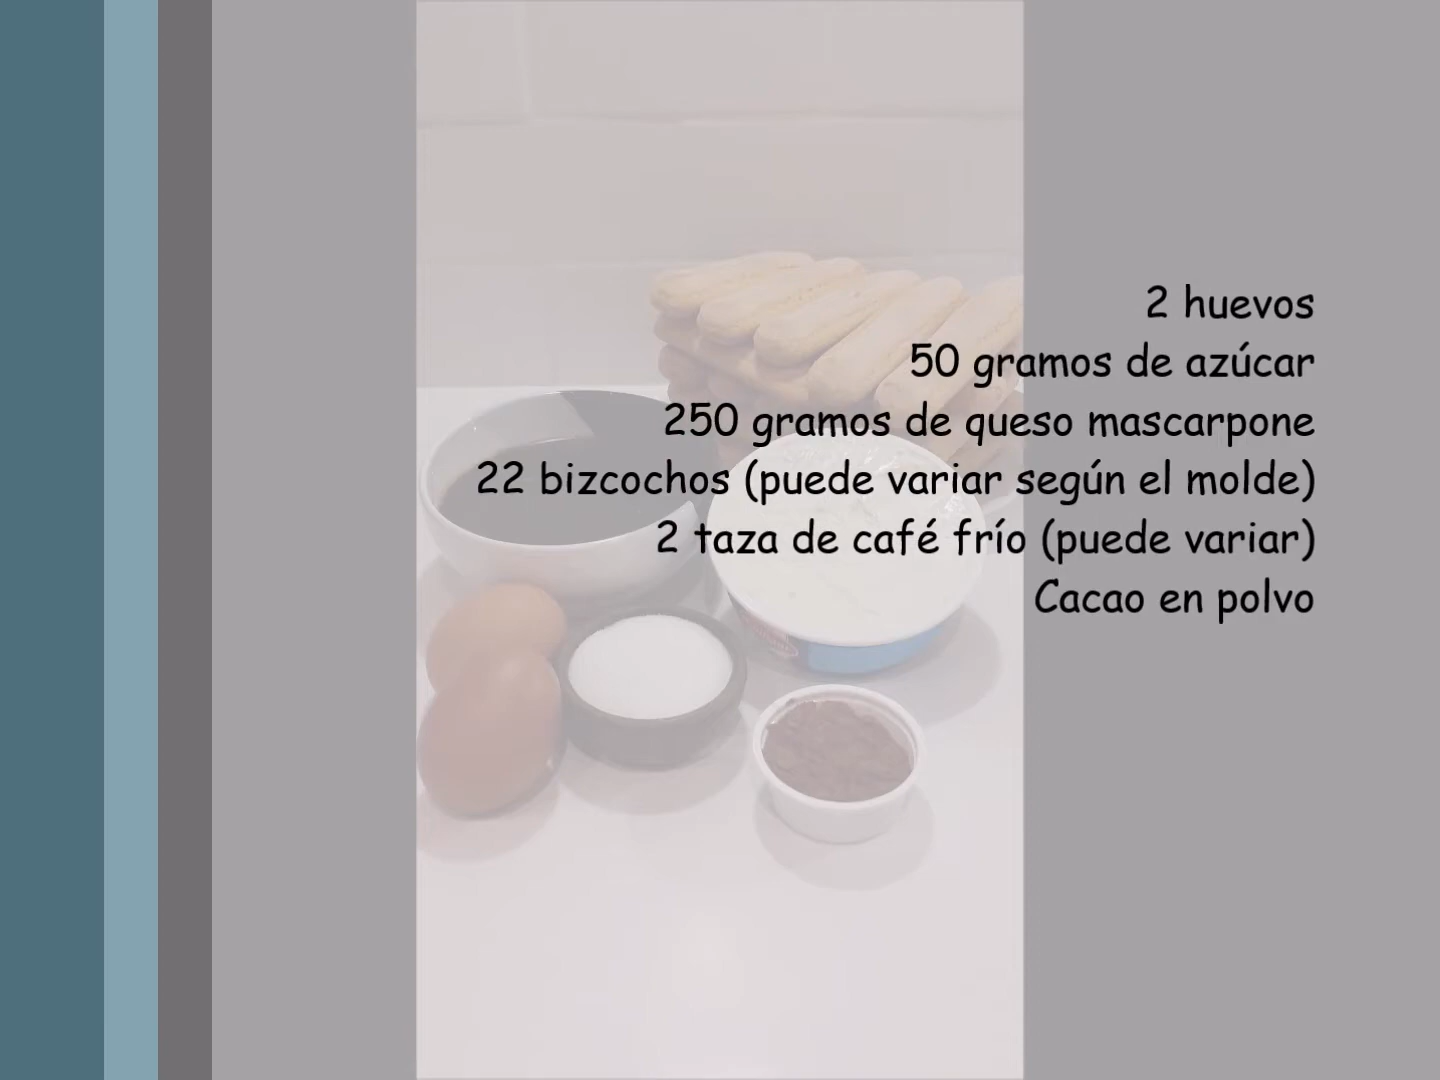 2 huevos
50 gramos de azúcar
250 gramos de queso mascarpone
22 bizcochos (puede variar según el molde)
2 taza de café frío (puede variar)
Cacao en polvo